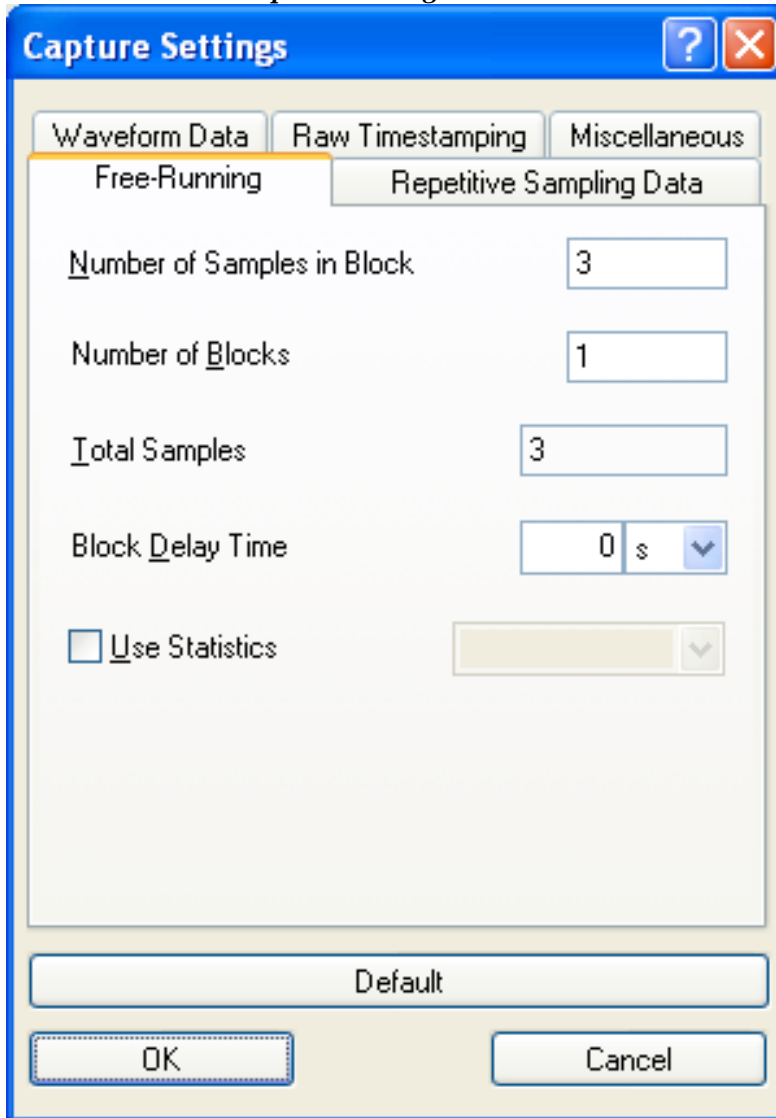 Capture Settings
Waveform Data Raw Timestamping Miscellaneous
Free-Running Repetitive Sampling Data
Number of Samples in Block 3
Number of Blocks 1
Total Samples 3
Block Delay Time 0 s
Use Statistics
Default
OK Cancel